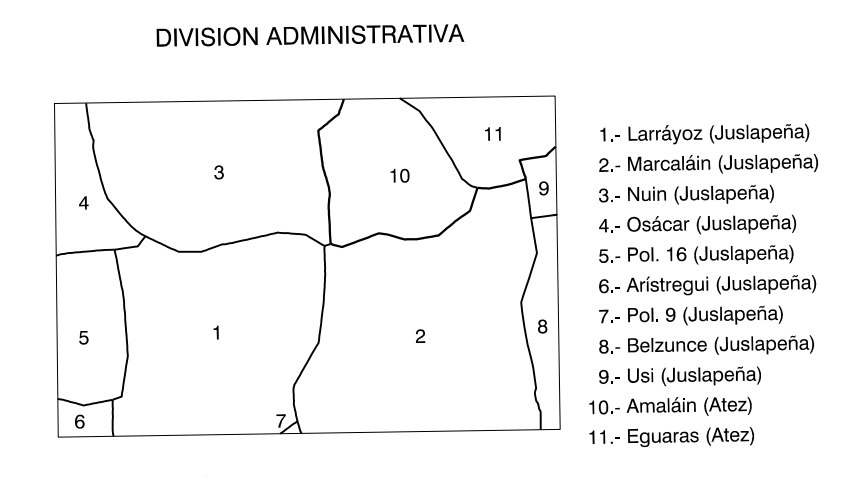 DIVISION ADMINISTRATIVA
11
3
10
9
4
5
1
2
8
6
7
1.- Larráyoz (Juslapeña)
2.- Marcaláin (Juslapeña)
3.- Nuin (Juslapeña)
4.- Osácar (Juslapeña)
5.- Pol. 16 (Juslapeña)
6.- Arístregui (Juslapeña)
7.- Pol. 9 (Juslapeña)
8.- Belzunce (Juslapeña)
9.- Usi (Juslapeña)
10.- Amaláin (Atez)
11.- Eguaras (Atez)